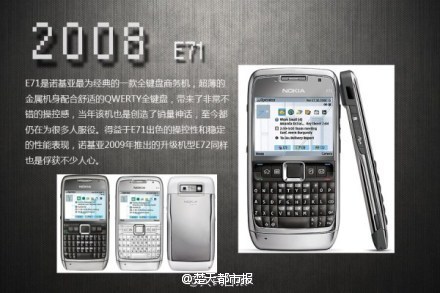 2008 E71
E71是诺基亚最为经典的一款全键盘商务机，超薄的
金属机身配合舒适的QWERTY全键盘，带来了非常不
错的操控感，当年该机也是创造了销量神话，至今都
仍在为很多人服役。得益于E71出色的操控性和稳定
的性能表现，诺基亚2009年推出的升级机型E72同样
也是俘获不少人心。
NOKIA
@楚天都市报